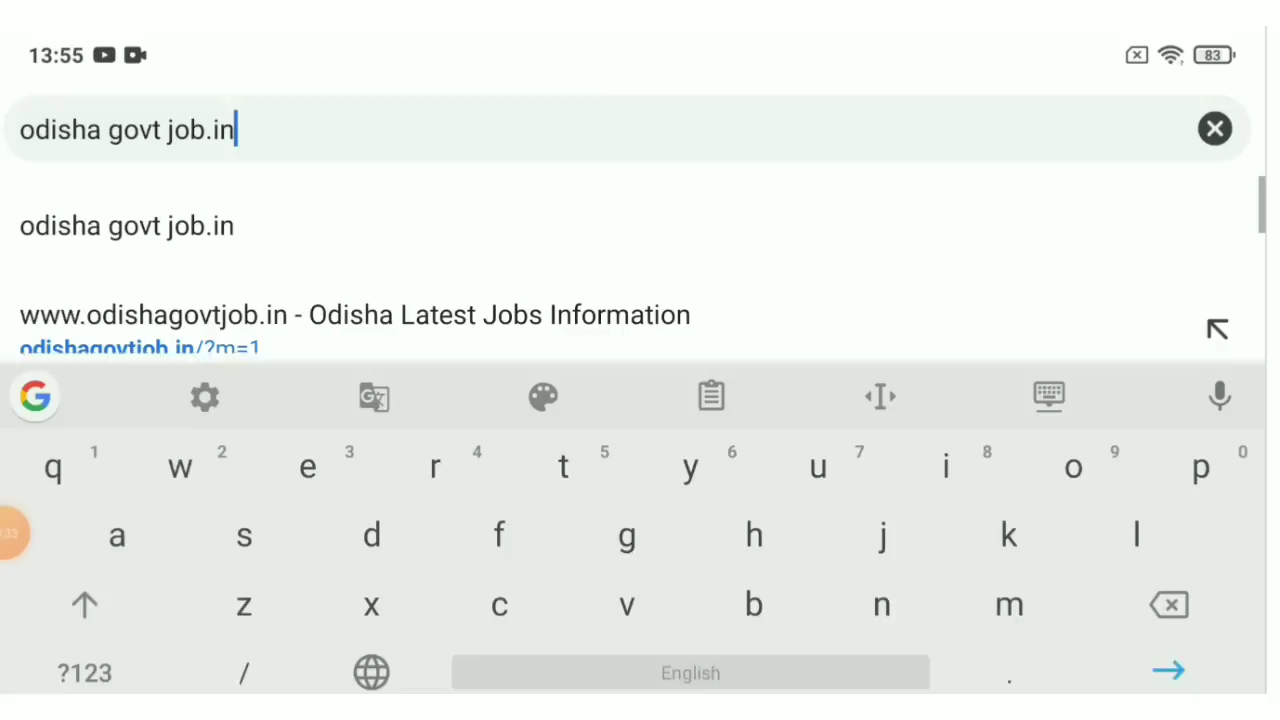 13:55 83
odisha govt job.in
odisha govt job.in
www.odishagovtjob.in - Odisha Latest Jobs Information
odishagovtjob.in/?m=1
q 1 w 2 e 3 r 4 t 5 y 6 u 7 i 8 o 9 p 0
a s d f g h j k l
z x c v b n m
?123 / English .